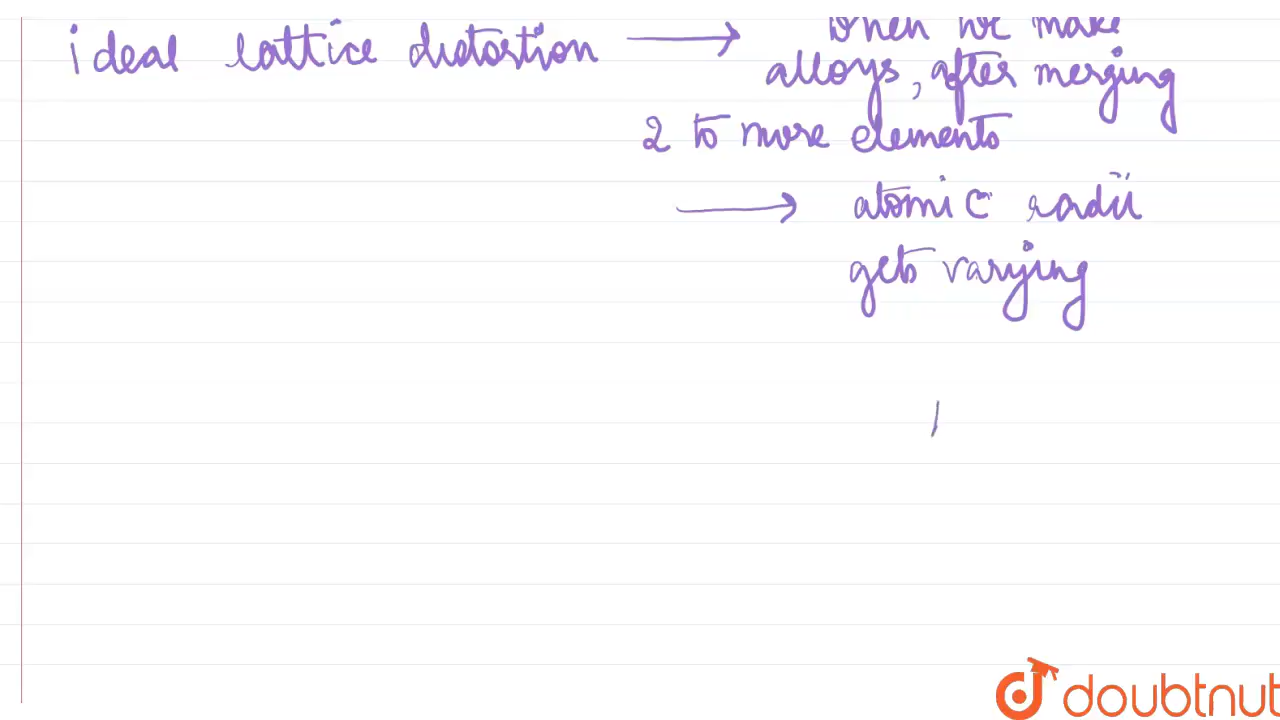 ideal lattice distortion → when we make
alloys, after merging
2 to more elements
→ atomic radii
gets varying
doubtnut